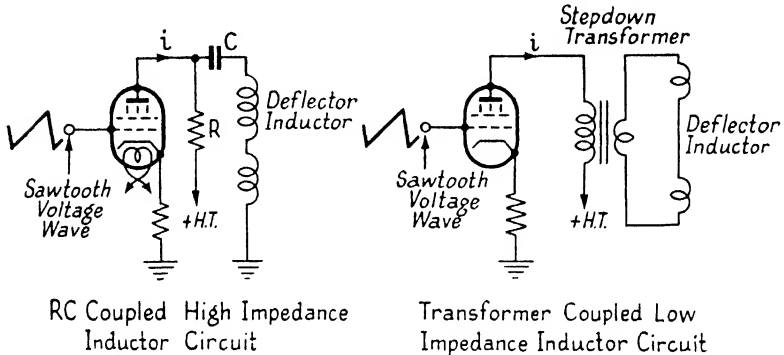 i
C
R
Deflector
Inductor
Sawtooth
Voltage
Wave
+H.T.
RC Coupled High Impedance
Inductor Circuit
Stepdown
Transformer
i
Deflector
Inductor
Sawtooth
Voltage
Wave
+H.T.
Transformer Coupled Low
Impedance Inductor Circuit